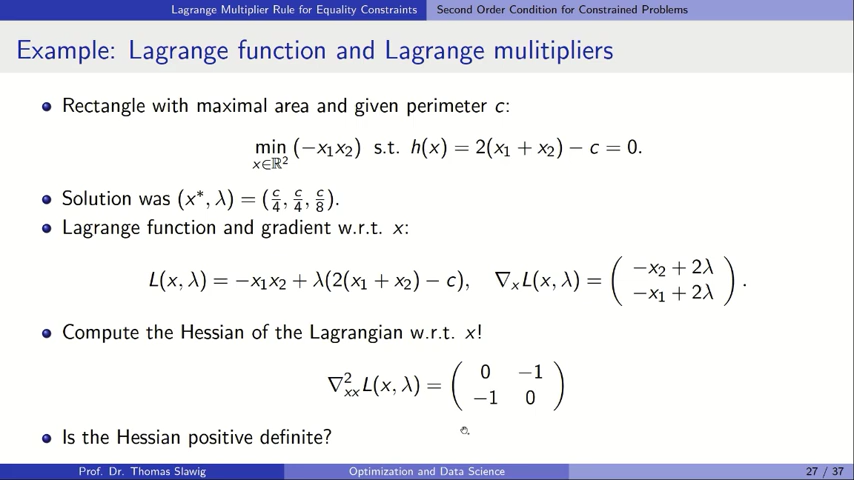 Lagrange Multiplier Rule for Equality Constraints Second Order Condition for Constrained Problems
Example: Lagrange function and Lagrange mulitipliers
Rectangle with maximal area and given perimeter c:
min x∈ℝ² (−x₁x₂) s.t. h(x) = 2(x₁ + x₂) − c = 0.
Solution was (x*, λ) = (c/4, c/4, c/8).
Lagrange function and gradient w.r.t. x:
L(x, λ) = −x₁x₂ + λ(2(x₁ + x₂) − c), ∇ₓL(x, λ) = ( −x₂ + 2λ
−x₁ + 2λ ).
Compute the Hessian of the Lagrangian w.r.t. x!
∇²ₓₓL(x, λ) = ( 0 −1
−1 0 )
Is the Hessian positive definite?
Prof. Dr. Thomas Slawig Optimization and Data Science 27 / 37